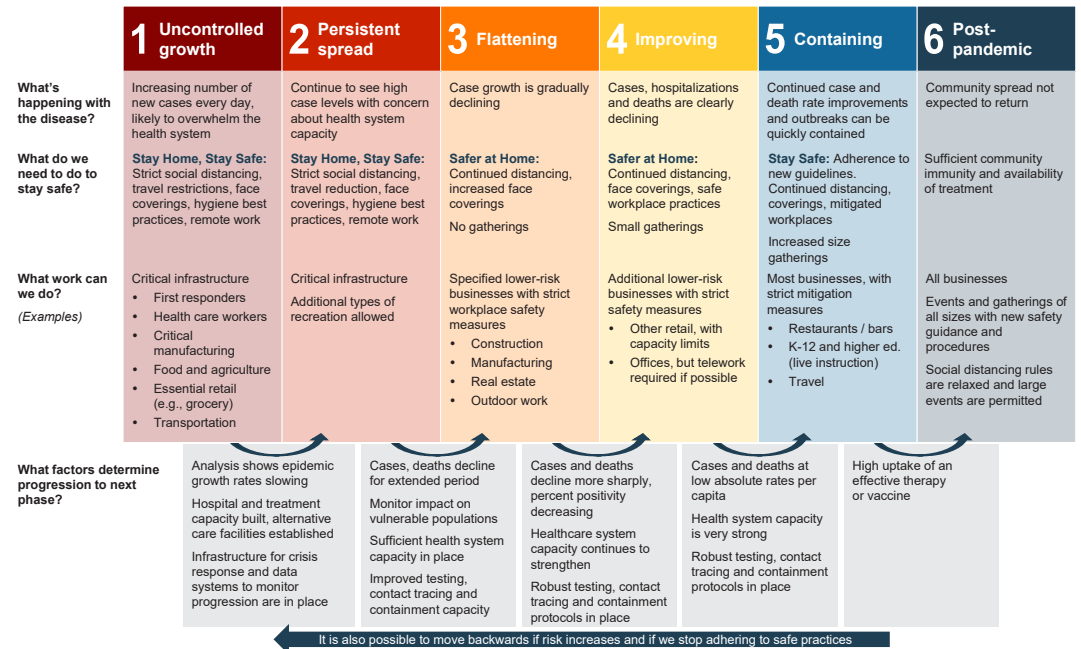 1 Uncontrolled
growth
2 Persistent
spread
3 Flattening
4 Improving
5 Containing
6 Post-
pandemic
What's
happening with
the disease?
Increasing number of
new cases every day,
likely to overwhelm the
health system
Continue to see high
case levels with concern
about health system
capacity
Case growth is gradually
declining
Cases, hospitalizations
and deaths are clearly
declining
Continued case and
death rate improvements
and outbreaks can be
quickly contained
Community spread not
expected to return
What do we
need to do to
stay safe?
Stay Home, Stay Safe:
Strict social distancing,
travel restrictions, face
coverings, hygiene best
practices, remote work
Stay Home, Stay Safe:
Strict social distancing,
travel reduction, face
coverings, hygiene best
practices, remote work
Safer at Home:
Continued distancing,
increased face
coverings
No gatherings
Safer at Home:
Continued distancing,
face coverings, safe
workplace practices
Small gatherings
Stay Safe: Adherence to
new guidelines.
Continued distancing,
coverings, mitigated
workplaces
Increased size
gatherings
Sufficient community
immunity and availability
of treatment
What work can
we do?
(Examples)
Critical infrastructure
• First responders
• Health care workers
• Critical
manufacturing
• Food and agriculture
• Essential retail
(e.g., grocery)
• Transportation
Critical infrastructure
Additional types of
recreation allowed
Specified lower-risk
businesses with strict
workplace safety
measures
• Construction
• Manufacturing
• Real estate
• Outdoor work
Additional lower-risk
businesses with strict
safety measures
• Other retail, with
capacity limits
• Offices, but telework
required if possible
Most businesses, with
strict mitigation
measures
• Restaurants / bars
• K-12 and higher ed.
(live instruction)
• Travel
All businesses
Events and gatherings of
all sizes with new safety
guidance and
procedures
Social distancing rules
are relaxed and large
events are permitted
What factors determine
progression to next
phase?
Analysis shows epidemic
growth rates slowing
Hospital and treatment
capacity built, alternative
care facilities established
Infrastructure for crisis
response and data
systems to monitor
progression are in place
Cases, deaths decline
for extended period
Monitor impact on
vulnerable populations
Sufficient health system
capacity in place
Improved testing,
contact tracing and
containment capacity
Cases and deaths
decline more sharply,
percent positivity
decreasing
Healthcare system
capacity continues to
strengthen
Robust testing, contact
tracing and containment
protocols in place
Cases and deaths at
low absolute rates per
capita
Health system capacity
is very strong
Robust testing, contact
tracing and containment
protocols in place
High uptake of an
effective therapy
or vaccine
It is also possible to move backwards if risk increases and if we stop adhering to safe practices